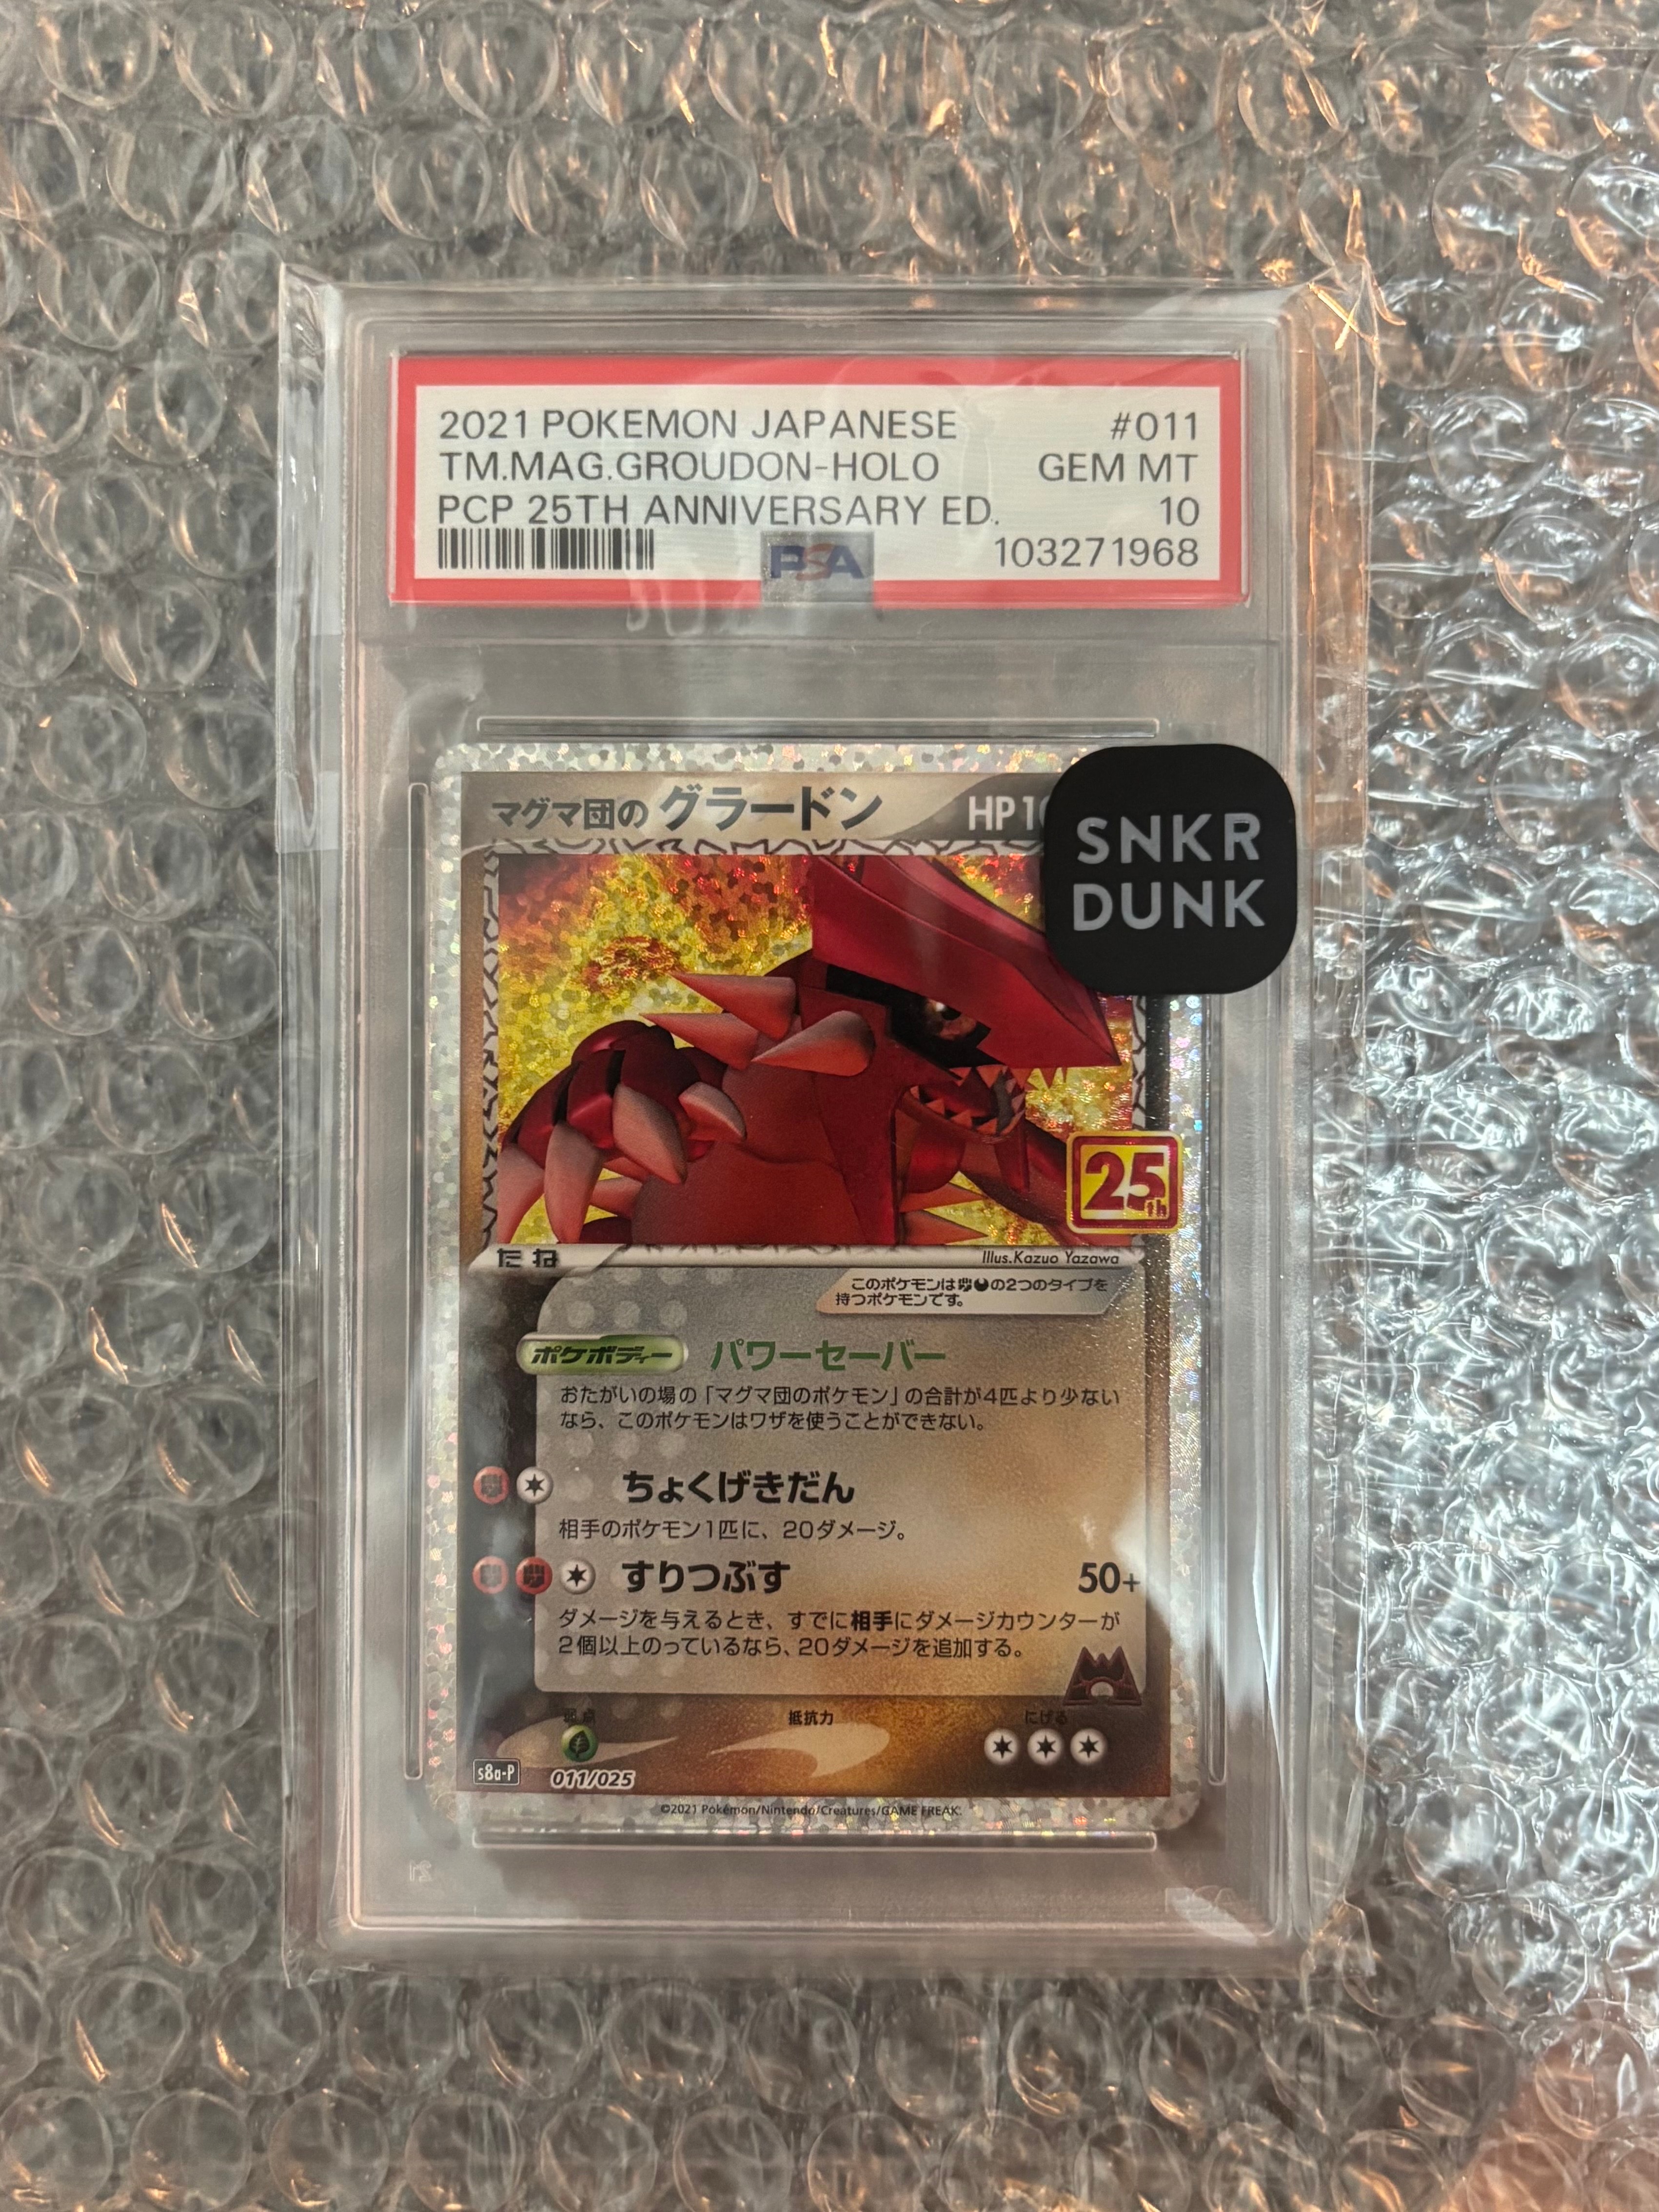 2021 POKEMON JAPANESE #011
TM.MAG.GROUDON-HOLO GEM MT
PCP 25TH ANNIVERSARY ED. 10
PSA 103271968
マグマ団の グラードン HP 10
SNKR
DUNK
25th
たね Illus.Kazuo Yazawa
このポケモンは闘悪の2つのタイプを
持つポケモンです。
ポケボディー パワーセーバー
おたがいの場の「マグマ団のポケモン」の合計が4匹より少ない
なら、このポケモンはワザを使うことができない。
ちょくげきだん
相手のポケモン1匹に、20ダメージ。
すりつぶす 50+
ダメージを与えるとき、すでに相手にダメージカウンターが
2個以上のっているなら、20ダメージを追加する。
弱点 抵抗力 にげる
s8a-P 011/025
©2021 Pokémon/Nintendo/Creatures/GAME FREAK.